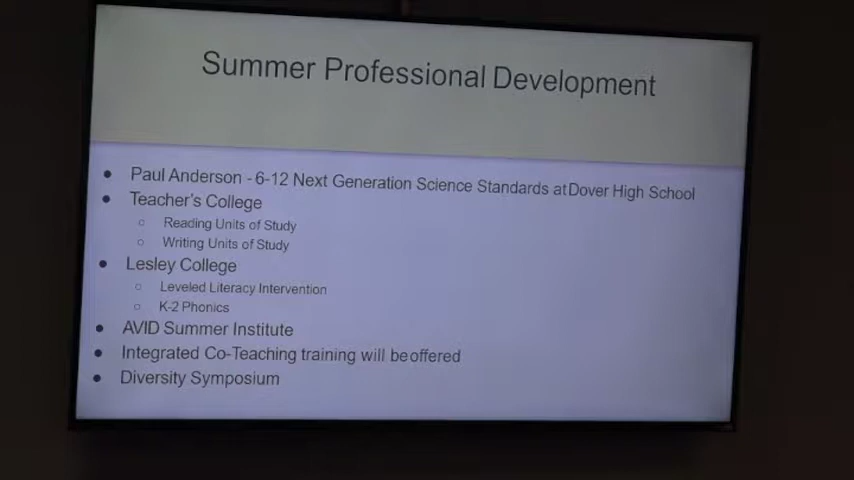 Summer Professional Development
● Paul Anderson - 6-12 Next Generation Science Standards at Dover High School
● Teacher's College
○ Reading Units of Study
○ Writing Units of Study
● Lesley College
○ Leveled Literacy Intervention
○ K-2 Phonics
● AVID Summer Institute
● Integrated Co-Teaching training will be offered
● Diversity Symposium